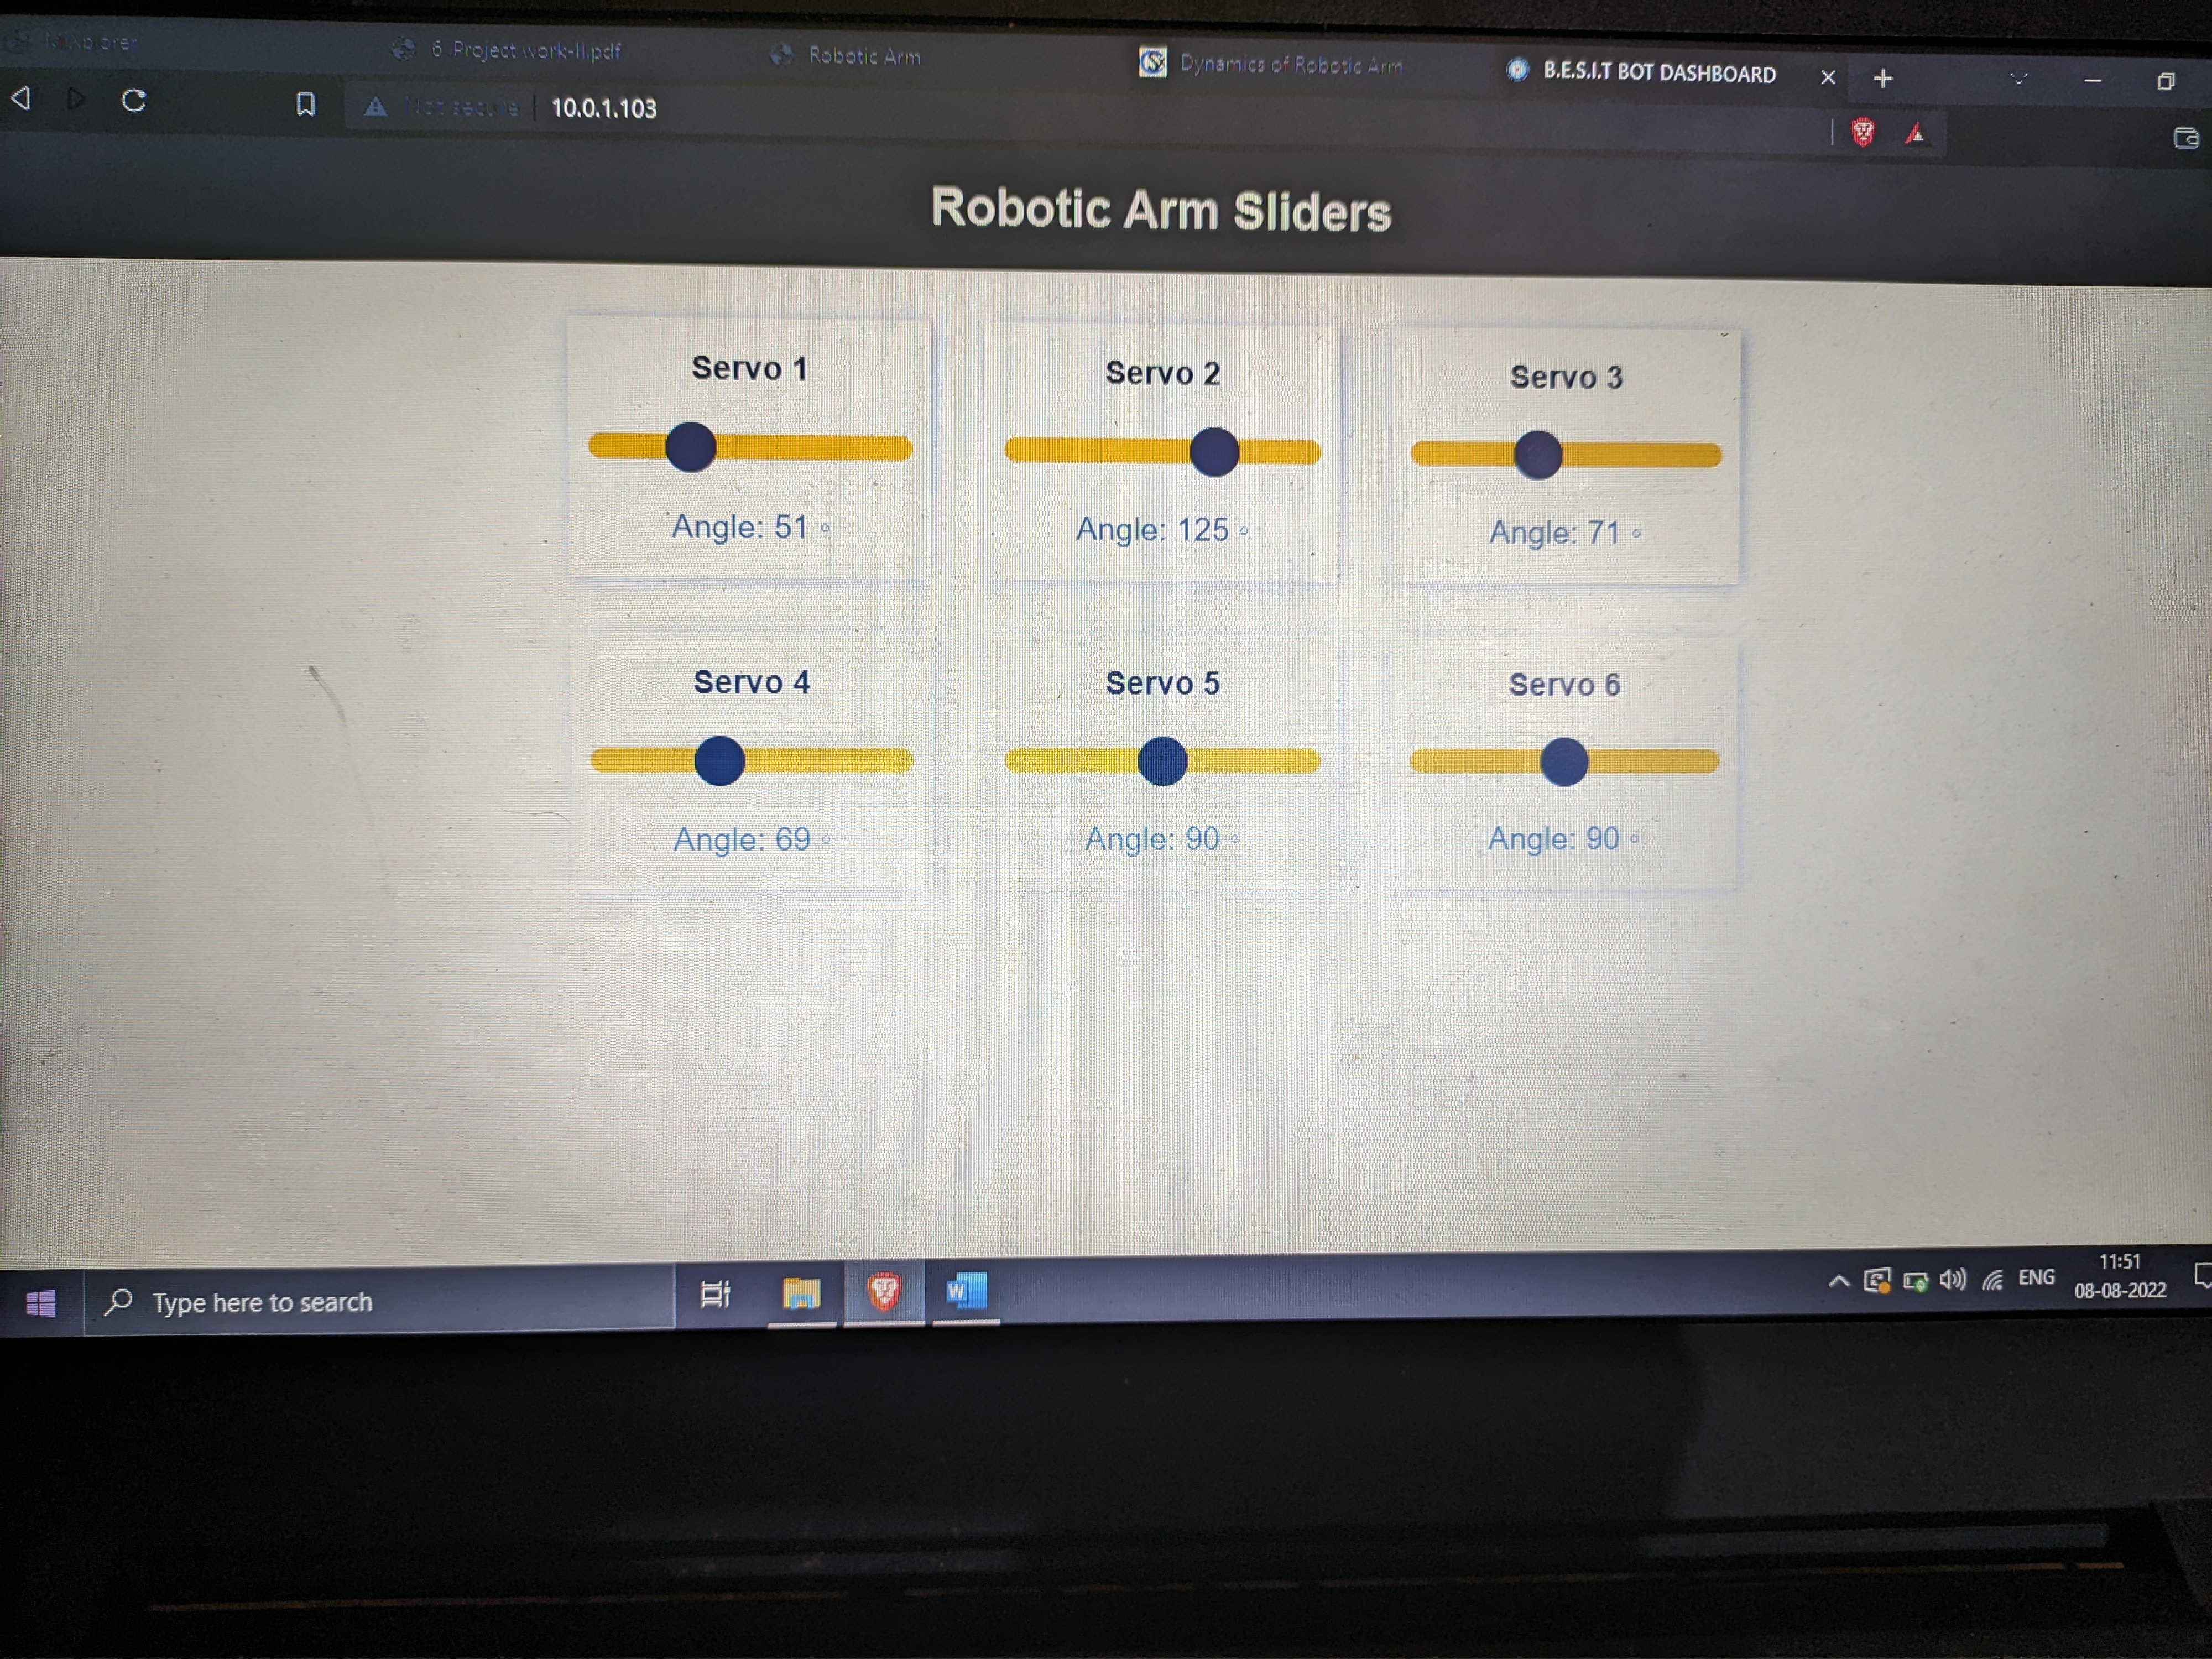 6. Project work-II.pdf
Robotic Arm
Dynamics of Robotic Arm
B.E.S.I.T BOT DASHBOARD
Not secure
10.0.1.103
Robotic Arm Sliders
Servo 1
Servo 2
Servo 3
Angle: 51 °
Angle: 125 °
Angle: 71 °
Servo 4
Servo 5
Servo 6
Angle: 69 °
Angle: 90 °
Angle: 90 °
Type here to search
W
ENG
11:51
08-08-2022